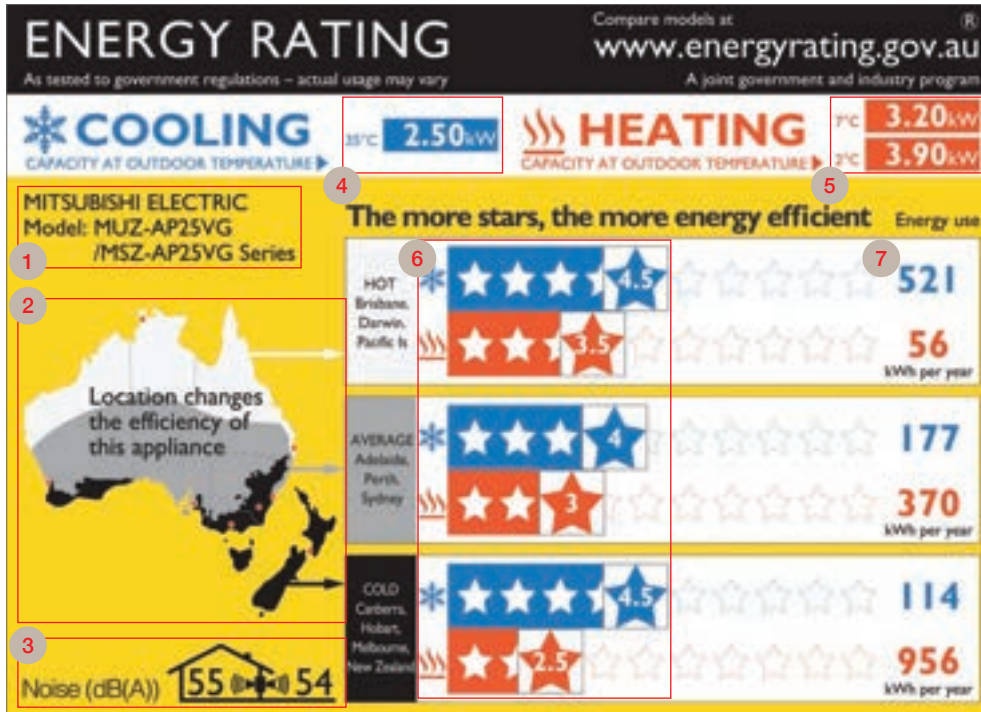 ENERGY RATING
As tested to government regulations – actual usage may vary
Compare models at
®
www.energyrating.gov.au
A joint government and industry program
COOLING
CAPACITY AT OUTDOOR TEMPERATURE
35°C 2.50kW
4
HEATING
CAPACITY AT OUTDOOR TEMPERATURE
7°C 3.20kW
2°C 3.90kW
5
MITSUBISHI ELECTRIC
Model: MUZ-AP25VG
/MSZ-AP25VG Series
1
The more stars, the more energy efficient
Energy use
6
7
2
Location changes
the efficiency of
this appliance
HOT
Brisbane,
Darwin,
Pacific Is
4.5
521
3.5
56
kWh per year
AVERAGE
Adelaide,
Perth,
Sydney
4
177
3
370
kWh per year
COLD
Canberra,
Hobart,
Melbourne,
New Zealand
4.5
114
2.5
956
kWh per year
3
Noise (dB(A)) 55 54